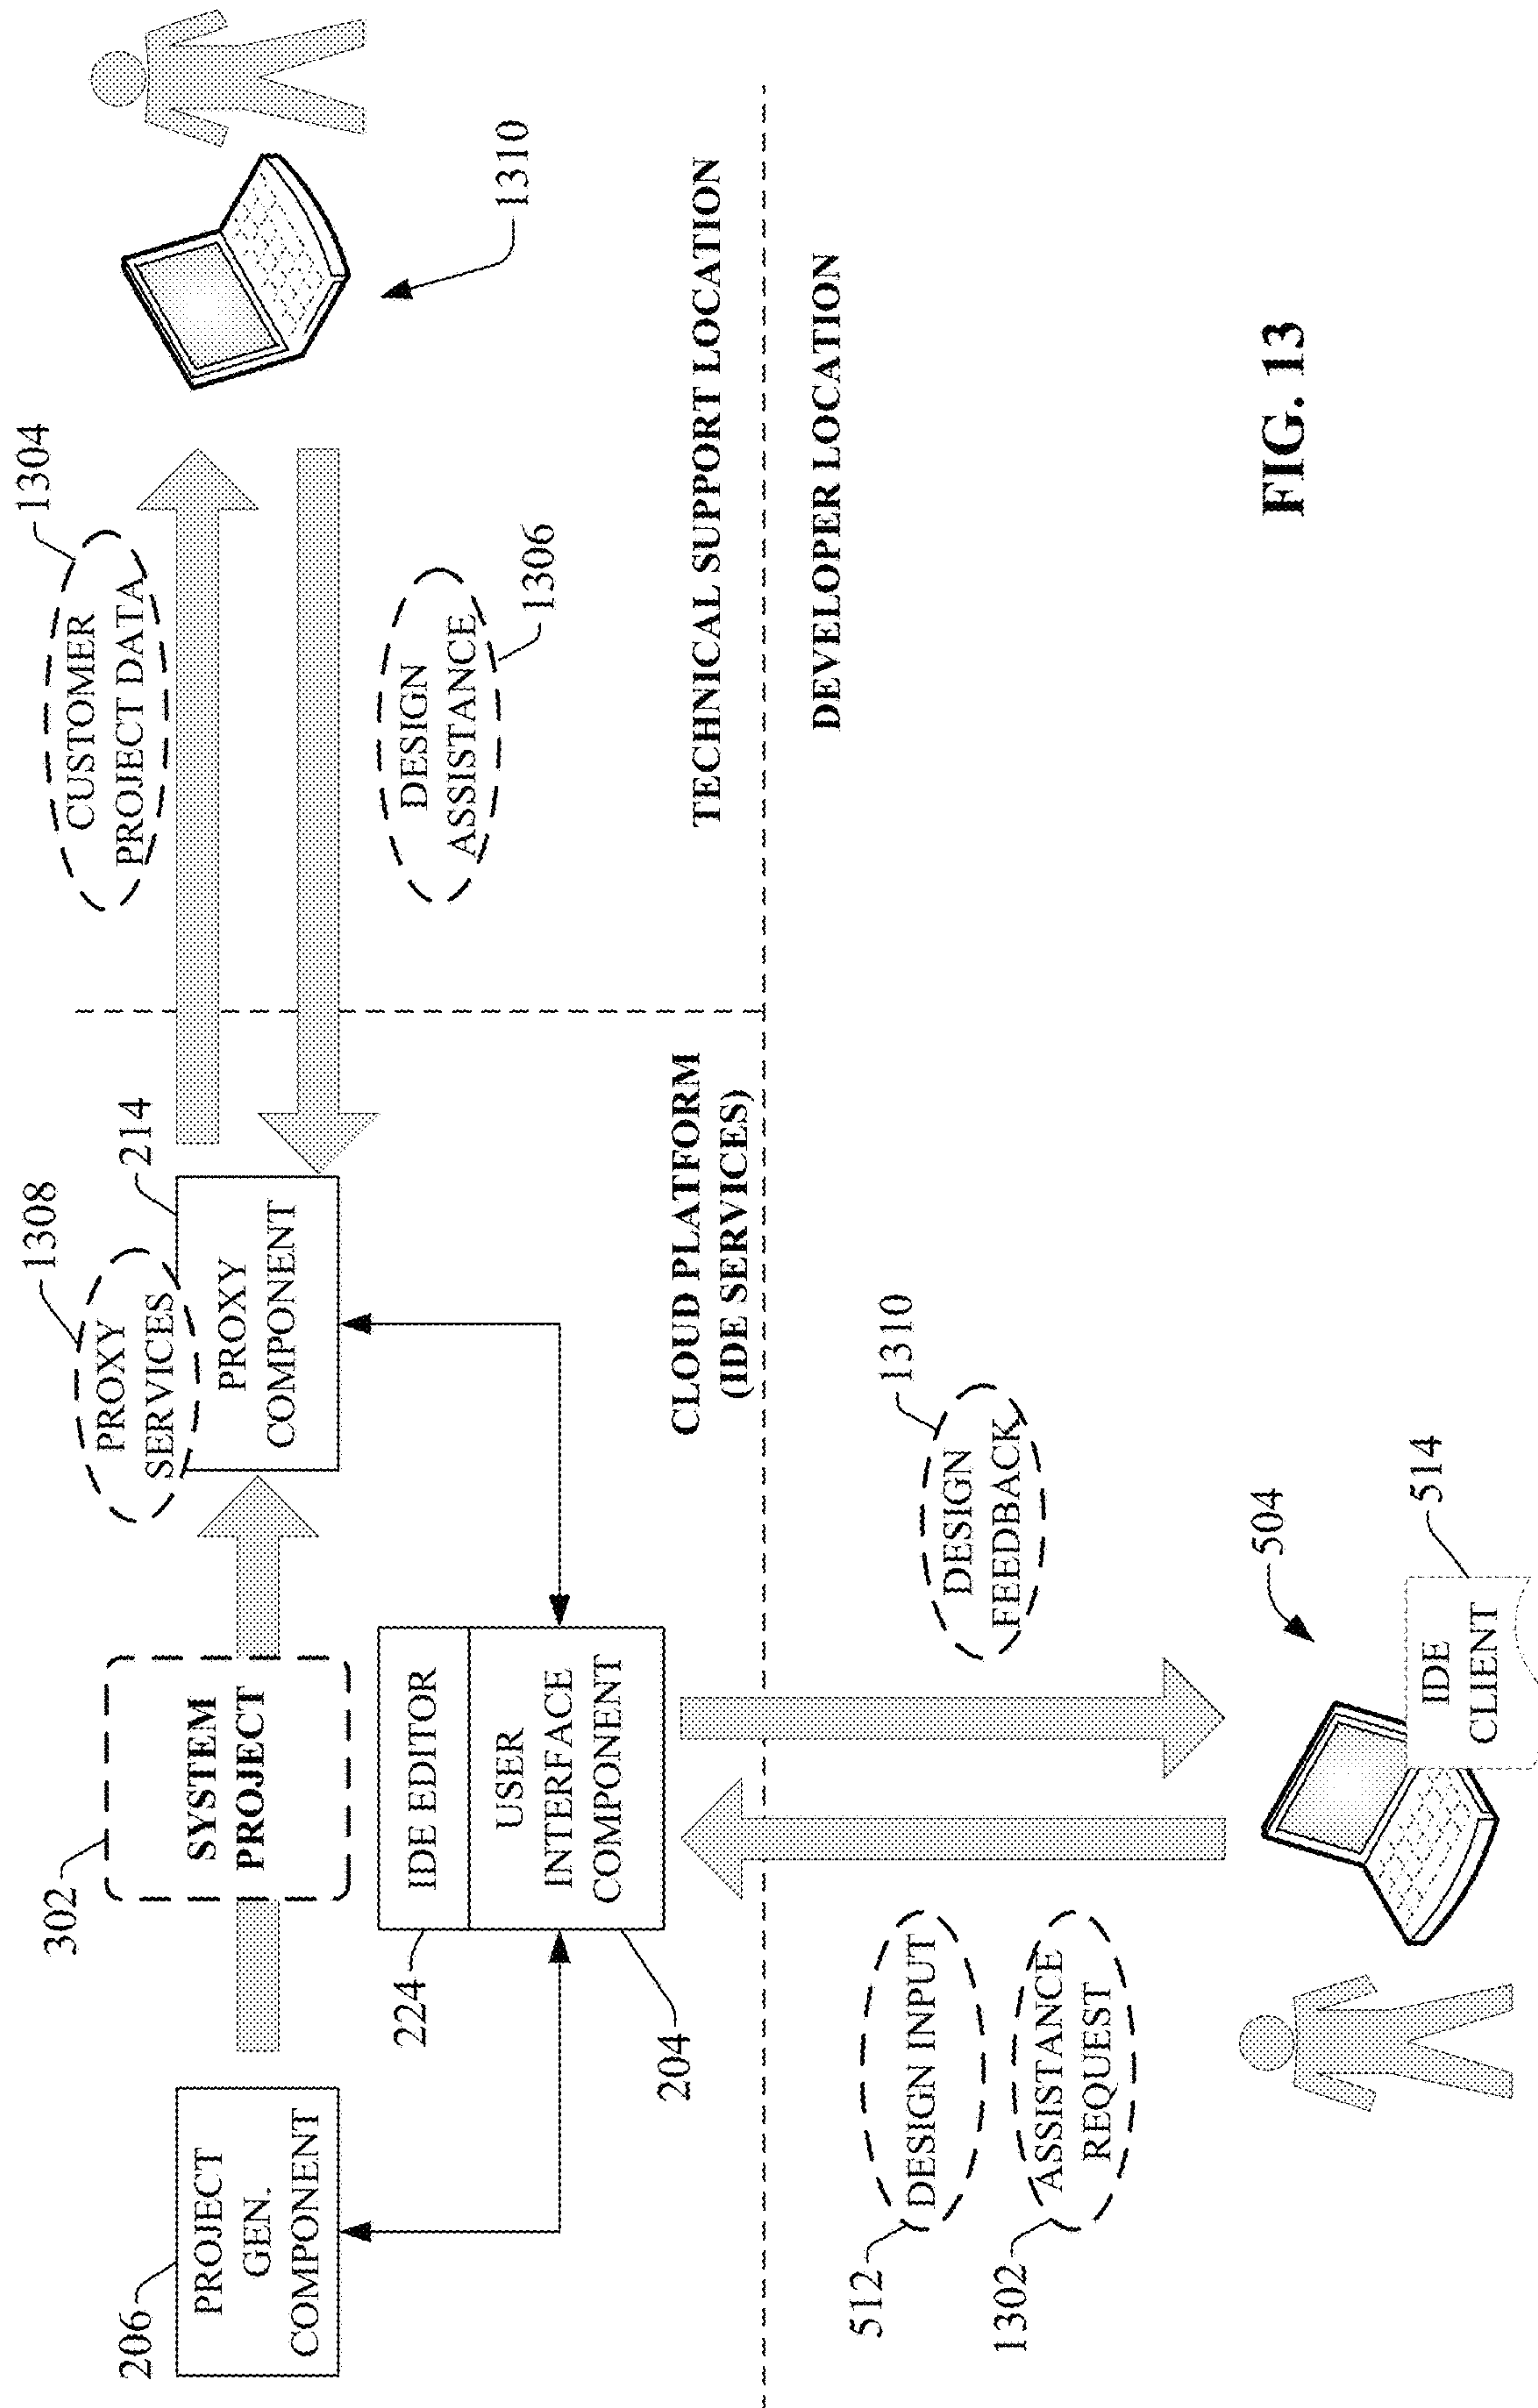 206
PROJECT
GEN.
COMPONENT
302
SYSTEM
PROJECT
1308
PROXY
SERVICES
214
PROXY
COMPONENT
1304
CUSTOMER
PROJECT DATA
DESIGN
ASSISTANCE
1306
1310
224
IDE EDITOR
USER
INTERFACE
COMPONENT
204
CLOUD PLATFORM
(IDE SERVICES)
TECHNICAL SUPPORT LOCATION
DEVELOPER LOCATION
512
DESIGN INPUT
1302
ASSISTANCE
REQUEST
DESIGN
FEEDBACK
1310
504
514
IDE
CLIENT
FIG. 13